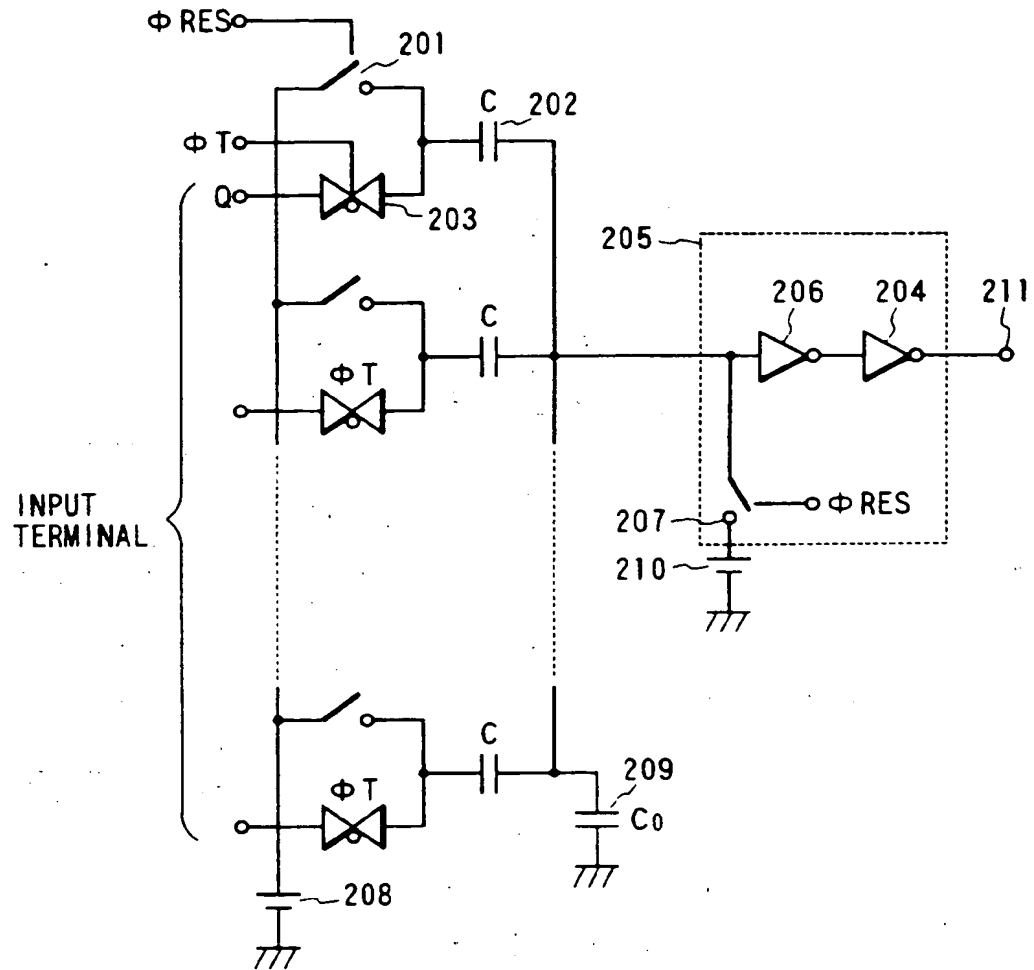 Φ RES
201
C
202
Φ T
Q
203
205
206
204
211
C
Φ T
INPUT
TERMINAL
Φ RES
207
210
C
209
Φ T
C0
208